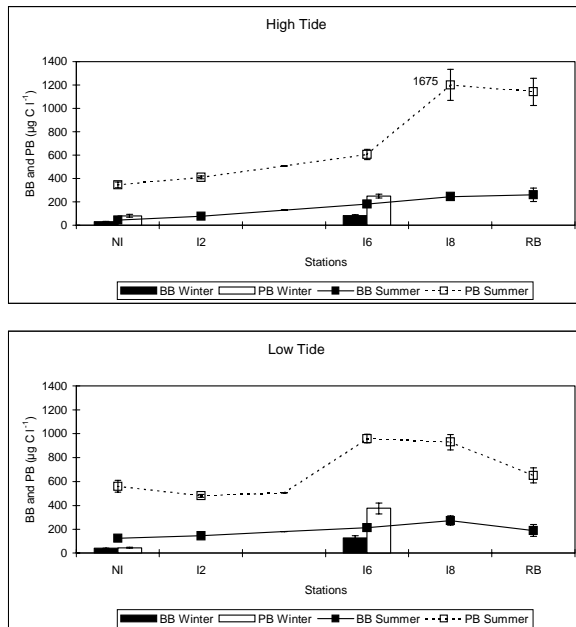 High Tide
BB and PB (µg C l⁻¹)
1400
1200
1000
800
600
400
200
0
1675
NI I2 I6 I8 RB
Stations
BB Winter PB Winter BB Summer PB Summer
Low Tide
BB and PB (µg C l⁻¹)
1400
1200
1000
800
600
400
200
0
NI I2 I6 I8 RB
Stations
BB Winter PB Winter BB Summer PB Summer